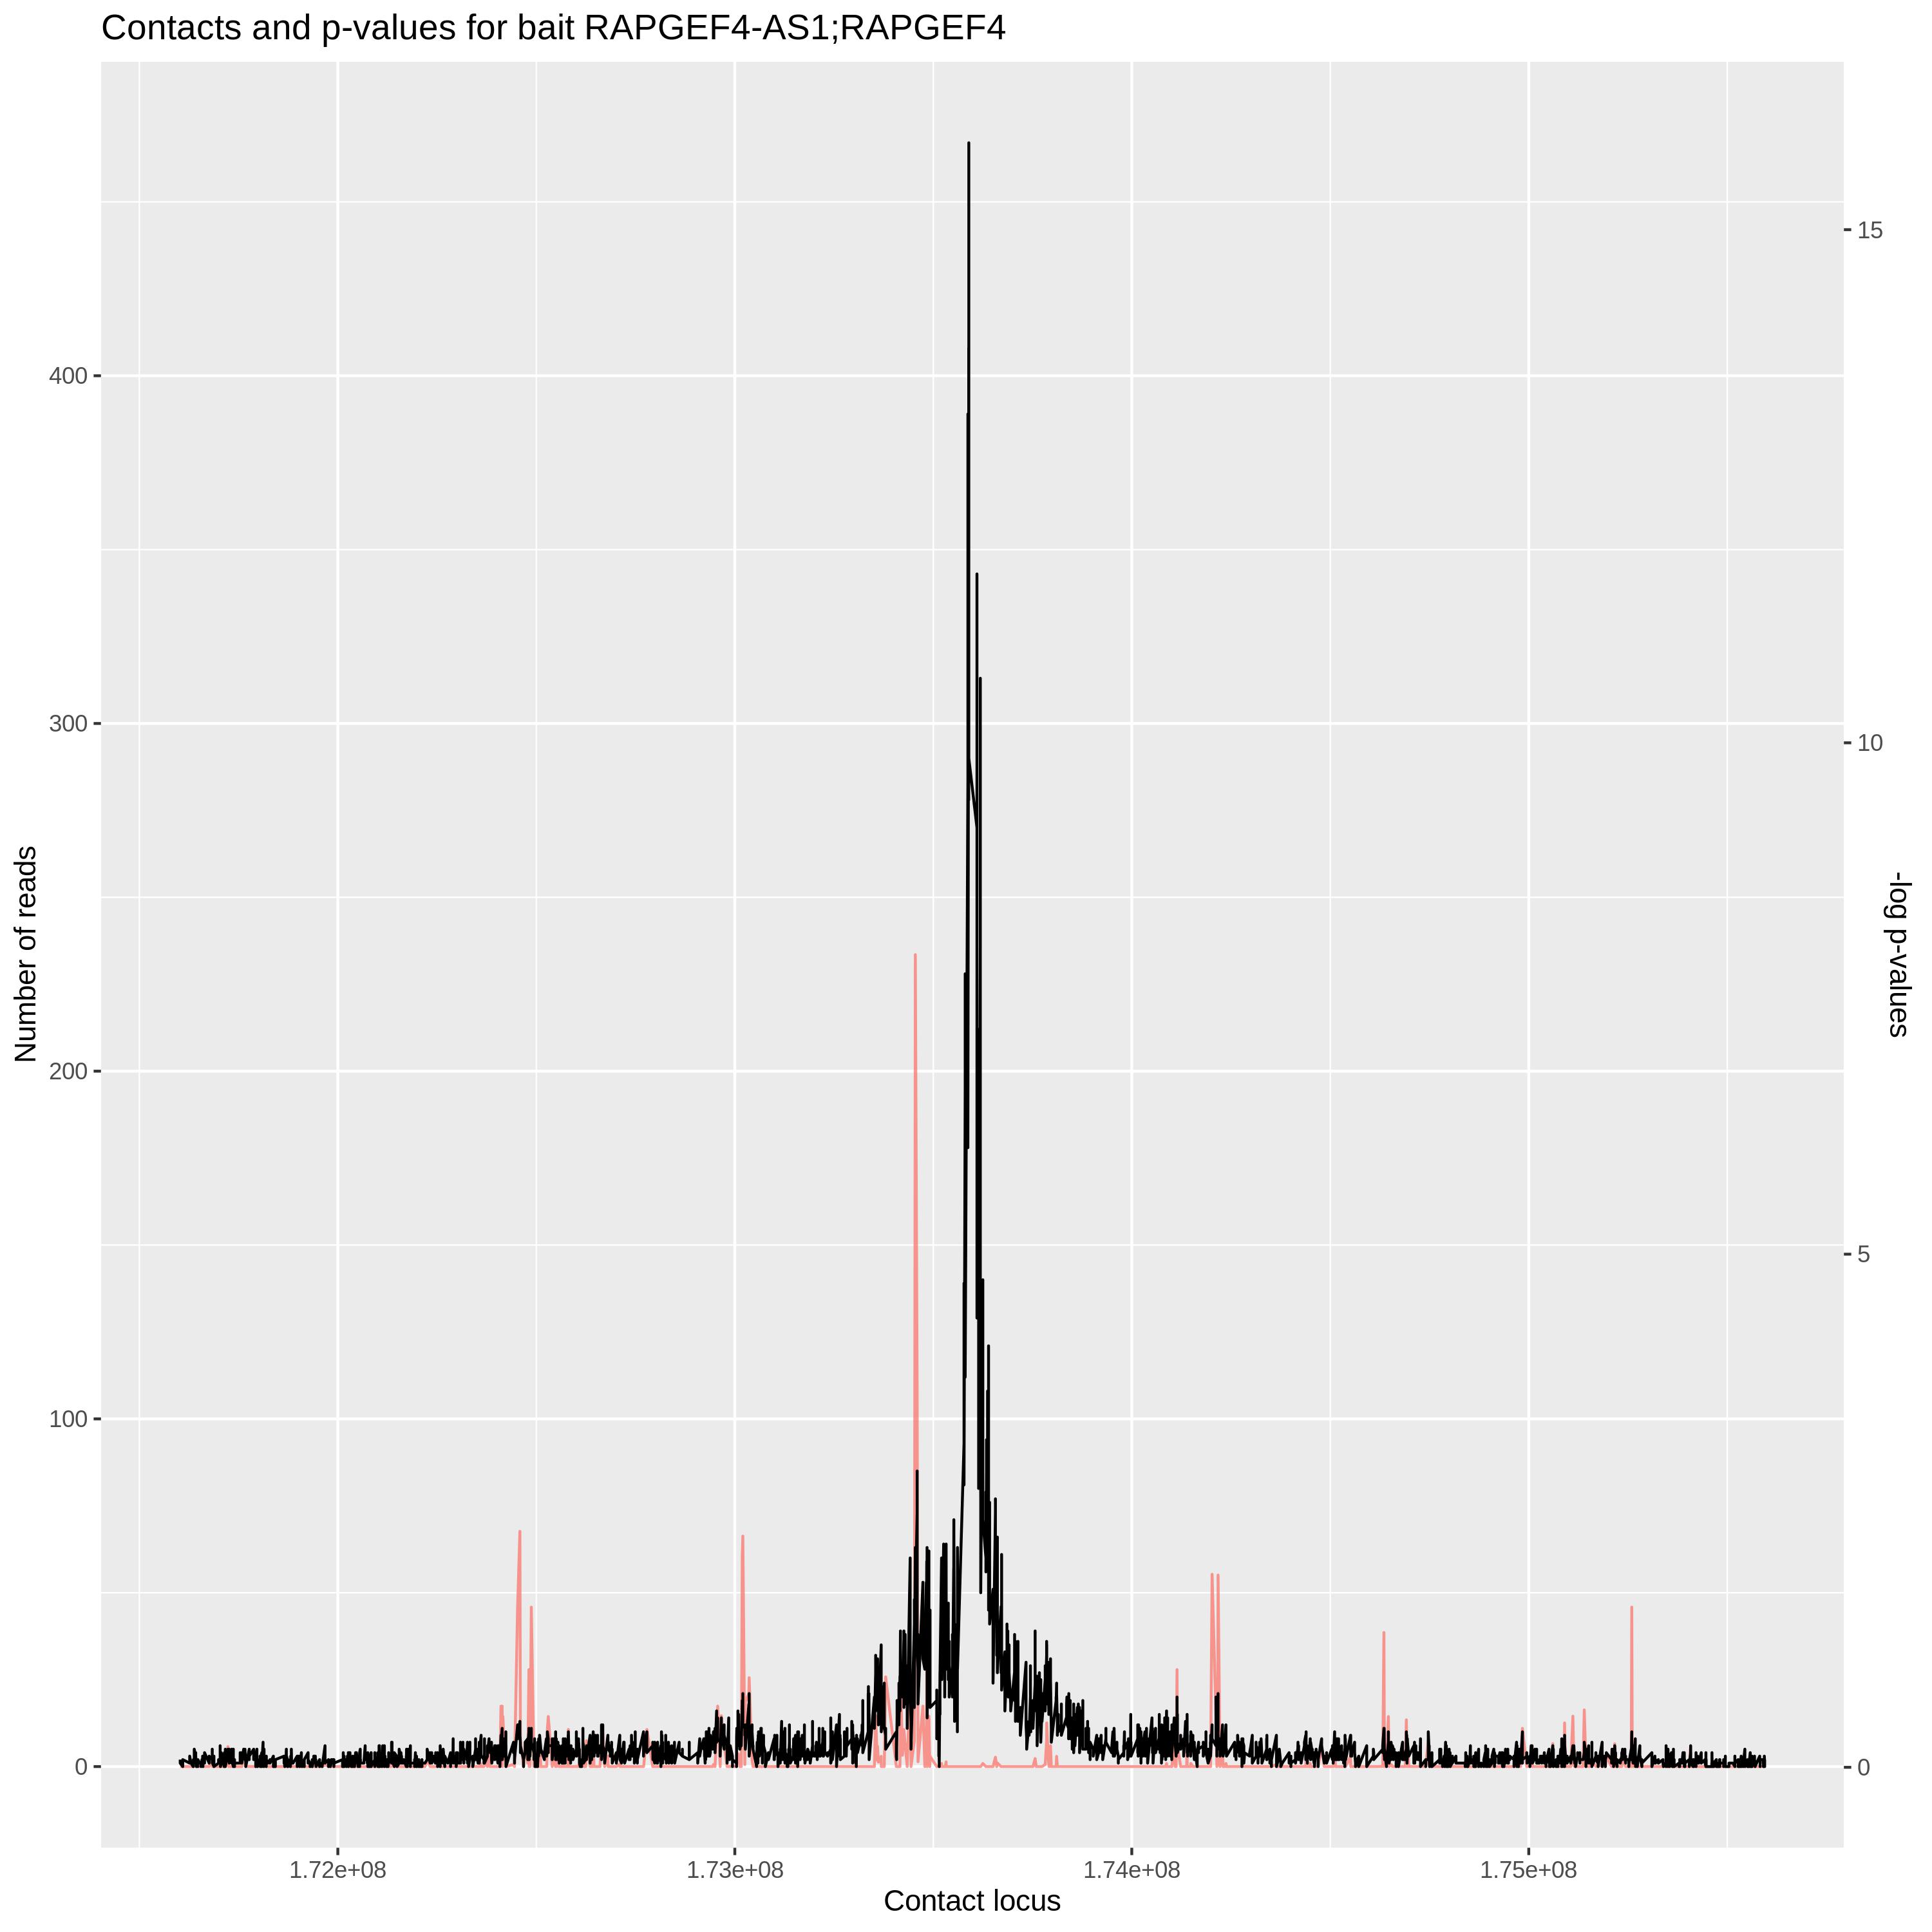 Contacts and p-values for bait RAPGEF4-AS1;RAPGEF4
Number of reads
400
300
200
100
0
15
10
5
0
-log p-values
1.72e+08 1.73e+08 1.74e+08 1.75e+08
Contact locus